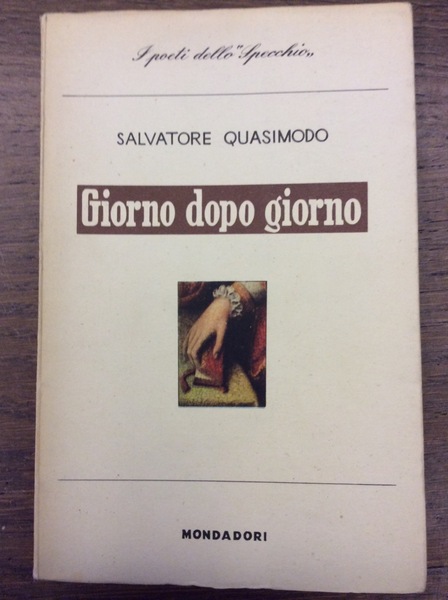 I poeti dello "Specchio"
SALVATORE QUASIMODO
Giorno dopo giorno
MONDADORI